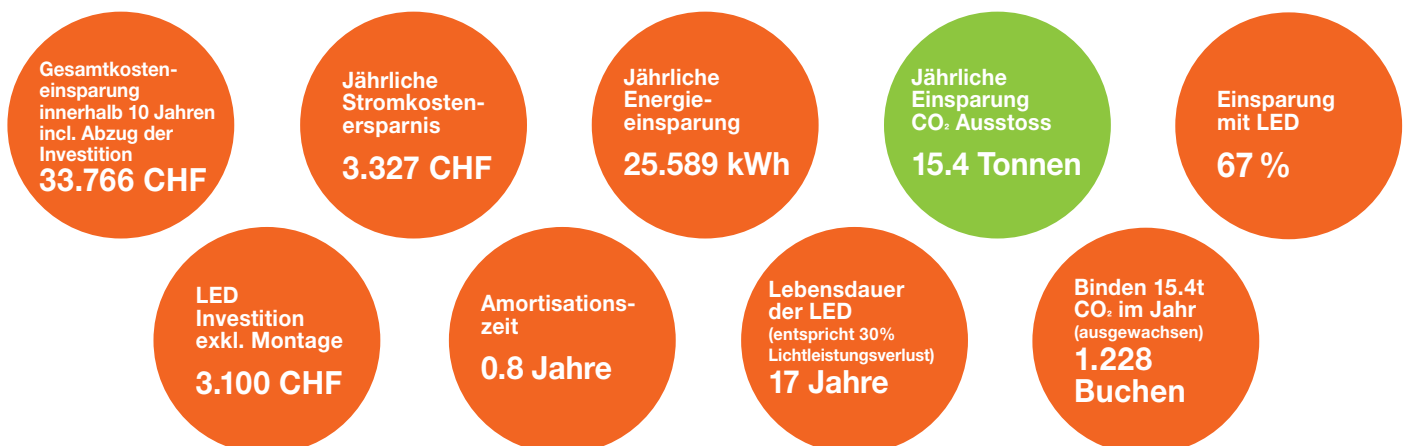 Gesamtkosten-
einsparung
innerhalb 10 Jahren
incl. Abzug der
Investition
33.766 CHF
Jährliche
Stromkosten-
ersparnis
3.327 CHF
Jährliche
Energie-
einsparung
25.589 kWh
Jährliche
Einsparung
CO₂ Ausstoss
15.4 Tonnen
Einsparung
mit LED
67 %
LED
Investition
exkl. Montage
3.100 CHF
Amortisations-
zeit
0.8 Jahre
Lebensdauer
der LED
(entspricht 30%
Lichtleistungsverlust)
17 Jahre
Binden 15.4t
CO₂ im Jahr
(ausgewachsen)
1.228
Buchen